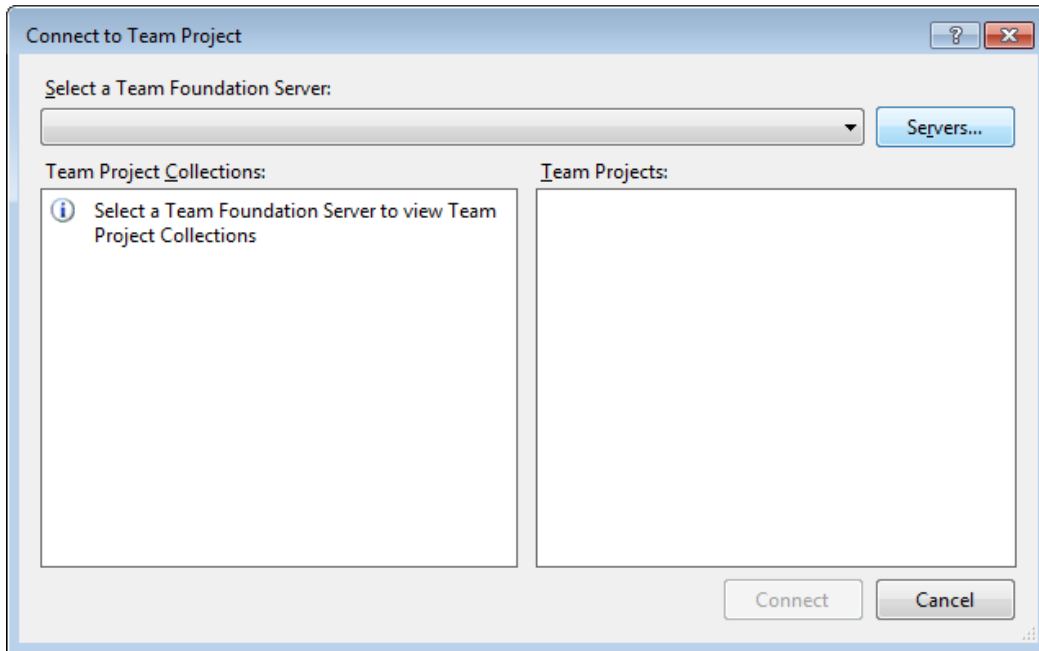 Connect to Team Project
Select a Team Foundation Server:
Servers...
Team Project Collections:
Team Projects:
Select a Team Foundation Server to view Team
Project Collections
Connect
Cancel